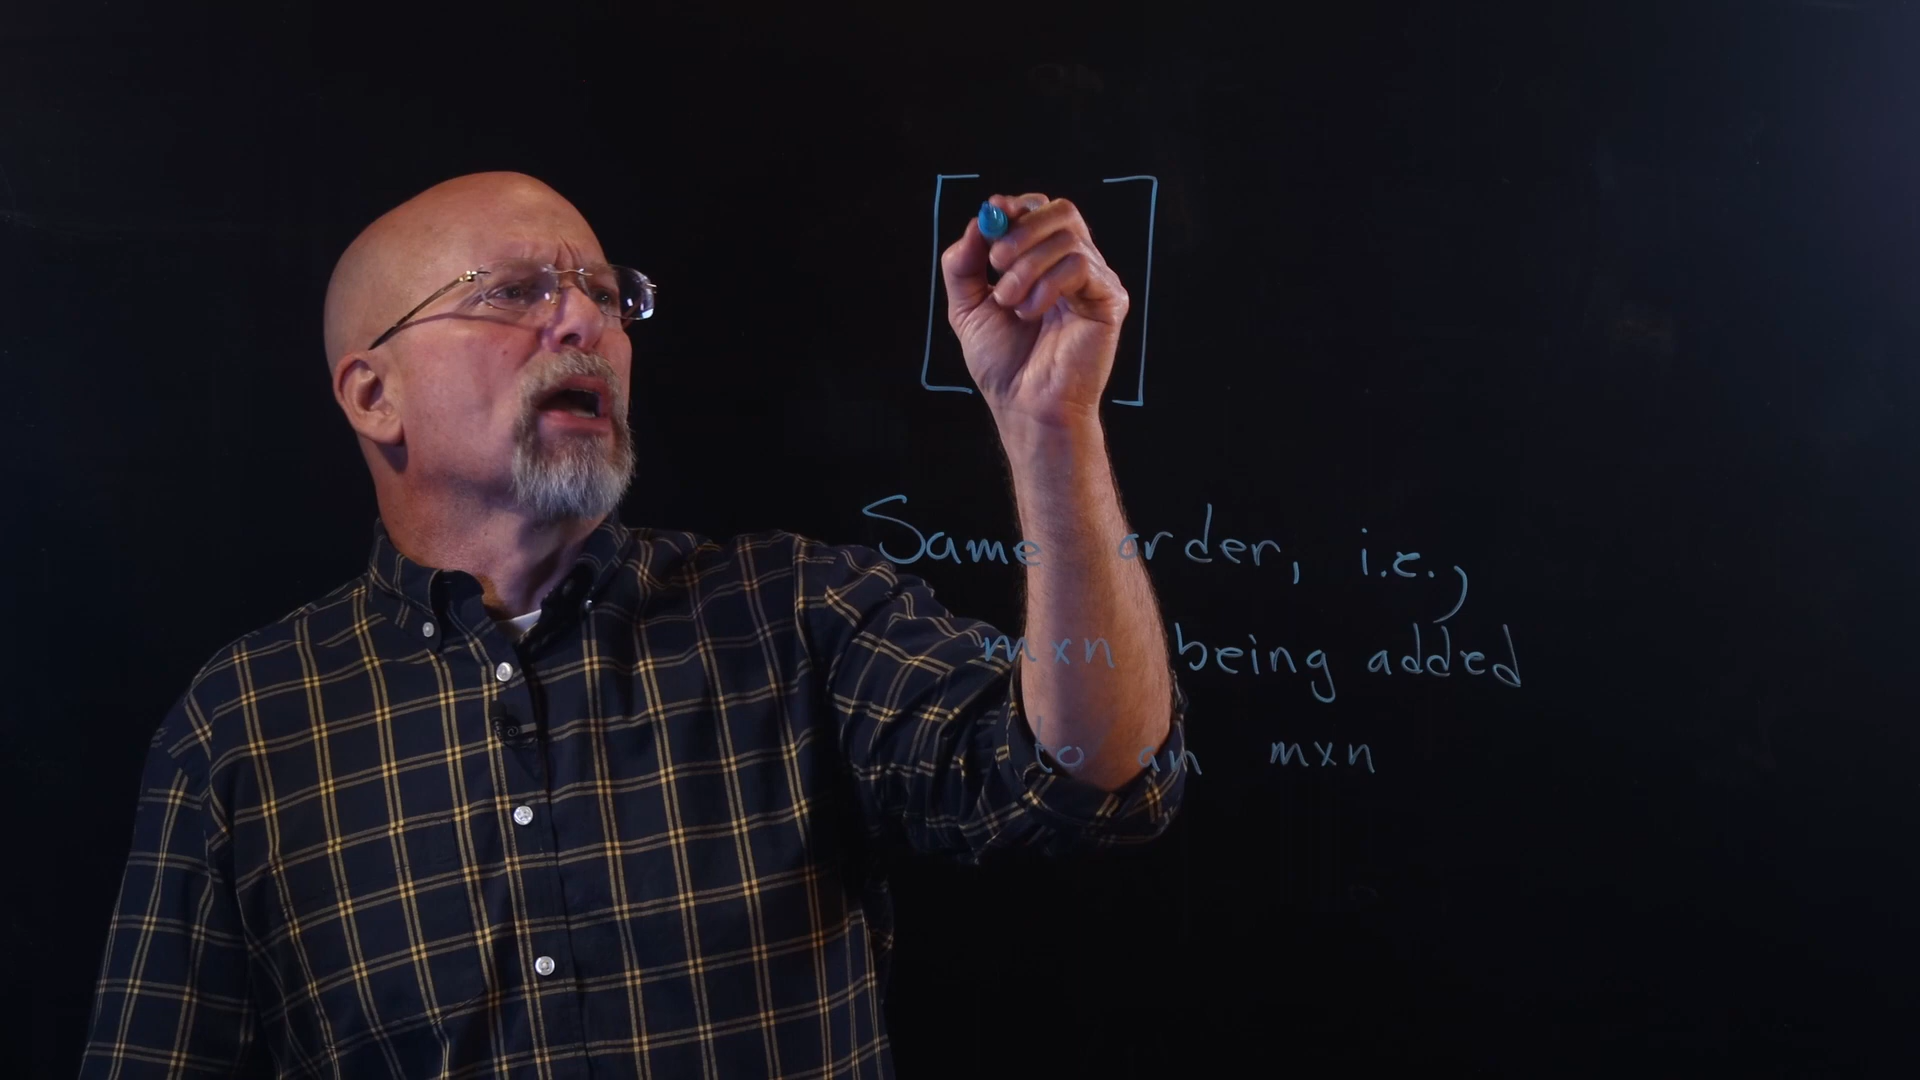 Same order, i.e.,
mxn being added
to an mxn